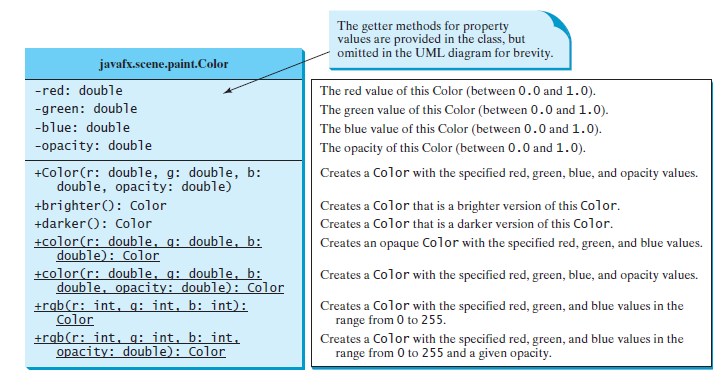 The getter methods for property
values are provided in the class, but
omitted in the UML diagram for brevity.
javafx.scene.paint.Color
-red: double
The red value of this Color (between 0.0 and 1.0).
-green: double
The green value of this Color (between 0.0 and 1.0).
-blue: double
The blue value of this Color (between 0.0 and 1.0).
-opacity: double
The opacity of this Color (between 0.0 and 1.0).
+Color(r: double, g: double, b:
double, opacity: double)
Creates a Color with the specified red, green, blue, and opacity values.
+brighter(): Color
Creates a Color that is a brighter version of this Color.
+darker(): Color
Creates a Color that is a darker version of this Color.
+color(r: double, g: double, b:
double): Color
Creates an opaque Color with the specified red, green, and blue values.
+color(r: double, g: double, b:
double, opacity: double): Color
Creates a Color with the specified red, green, blue, and opacity values.
+rgb(r: int, g: int, b: int):
Color
Creates a Color with the specified red, green, and blue values in the
range from 0 to 255.
+rgb(r: int, g: int, b: int,
opacity: double): Color
Creates a Color with the specified red, green, and blue values in the
range from 0 to 255 and a given opacity.